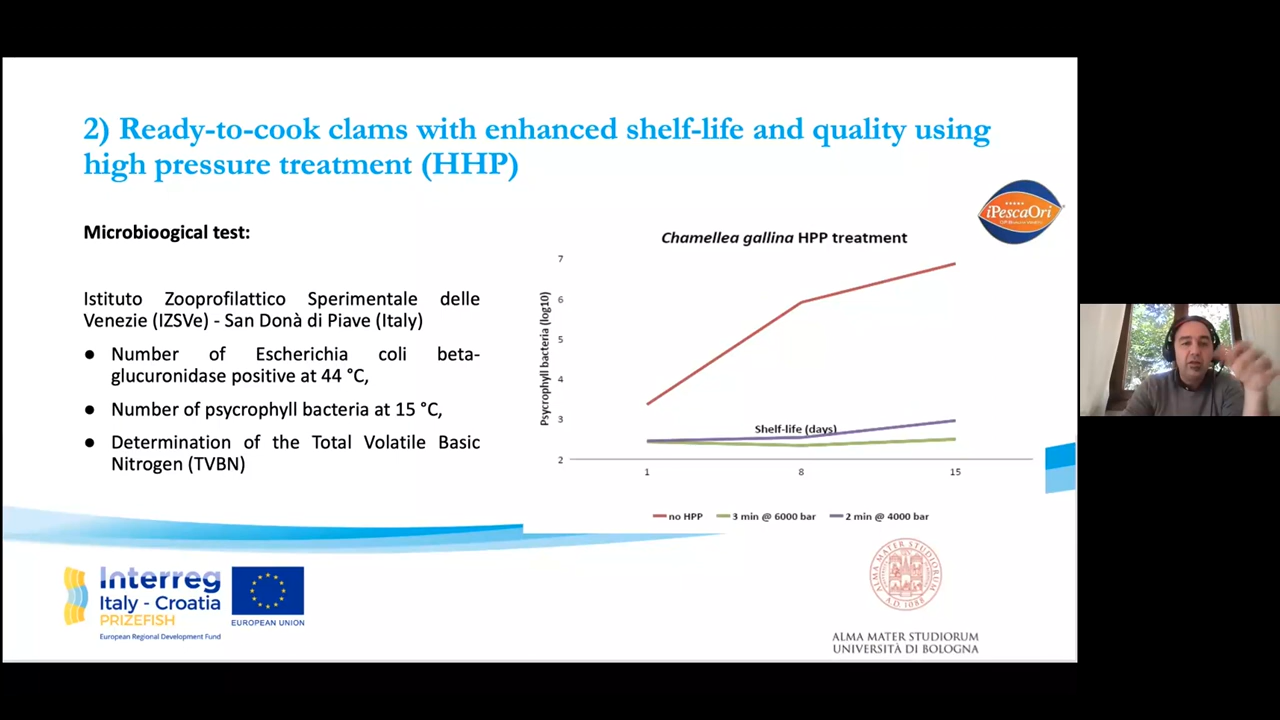 2) Ready-to-cook clams with enhanced shelf-life and quality using
high pressure treatment (HHP)
iPescaOri
Microbioogical test:
Istituto Zooprofilattico Sperimentale delle
Venezie (IZSVe) - San Donà di Piave (Italy)
● Number of Escherichia coli beta-
glucuronidase positive at 44 °C,
● Number of psycrophyll bacteria at 15 °C,
● Determination of the Total Volatile Basic
Nitrogen (TVBN)
Chamellea gallina HPP treatment
Psycrophyll bacteria (log10)
7
6
5
4
3
2
Shelf-life (days)
1 8 15
no HPP 3 min @ 6000 bar 2 min @ 4000 bar
Interreg
Italy - Croatia
PRIZEFISH
European Regional Development Fund
EUROPEAN UNION
ALMA MATER STUDIORUM
A.D. 1088
ALMA MATER STUDIORUM
UNIVERSITÀ DI BOLOGNA